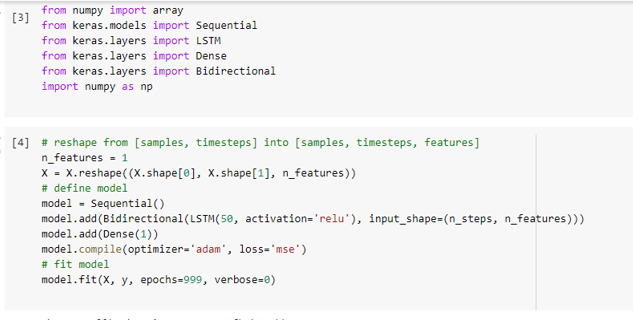 [3]
from numpy import array
from keras.models import Sequential
from keras.layers import LSTM
from keras.layers import Dense
from keras.layers import Bidirectional
import numpy as np
[4]
# reshape from [samples, timesteps] into [samples, timesteps, features]
n_features = 1
X = X.reshape((X.shape[0], X.shape[1], n_features))
# define model
model = Sequential()
model.add(Bidirectional(LSTM(50, activation='relu'), input_shape=(n_steps, n_features)))
model.add(Dense(1))
model.compile(optimizer='adam', loss='mse')
# fit model
model.fit(X, y, epochs=999, verbose=0)